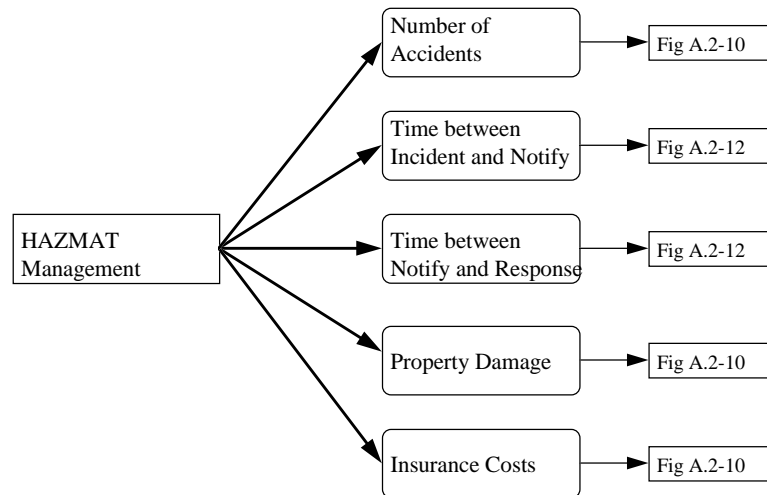 Number of
Accidents
Fig A.2-10
Time between
Incident and Notify
Fig A.2-12
HAZMAT
Management
Time between
Notify and Response
Fig A.2-12
Property Damage
Fig A.2-10
Insurance Costs
Fig A.2-10